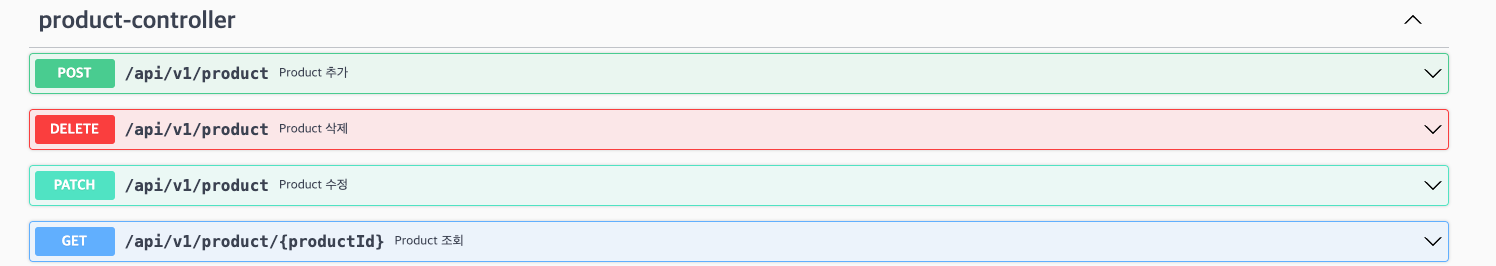 product-controller
POST /api/v1/product Product 추가
DELETE /api/v1/product Product 삭제
PATCH /api/v1/product Product 수정
GET /api/v1/product/{productId} Product 조회